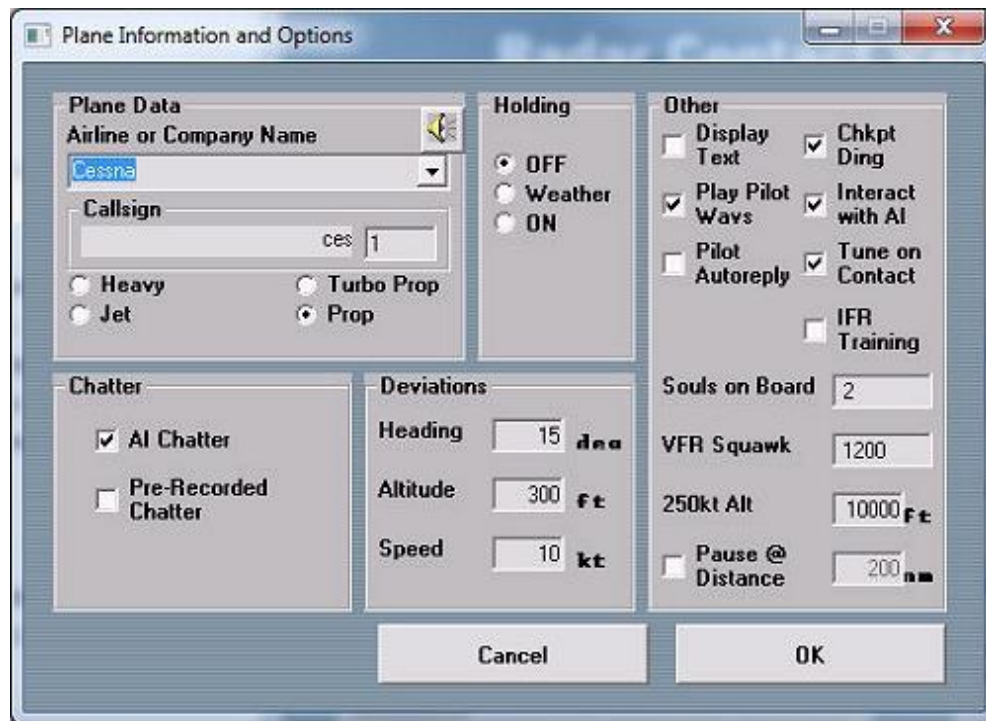 Plane Information and Options
Plane Data
Airline or Company Name
Cessna
Callsign
ces 1
Heavy
Turbo Prop
Jet
Prop
Holding
OFF
Weather
ON
Other
Display
Text
Chkpt
Ding
Play Pilot
Wavs
Interact
with AI
Pilot
Autoreply
Tune on
Contact
IFR
Training
Souls on Board 2
VFR Squawk 1200
250kt Alt 10000 Ft
Pause @
Distance
200 nm
Chatter
AI Chatter
Pre-Recorded
Chatter
Deviations
Heading 15 deg
Altitude 300 Ft
Speed 10 kt
Cancel
OK